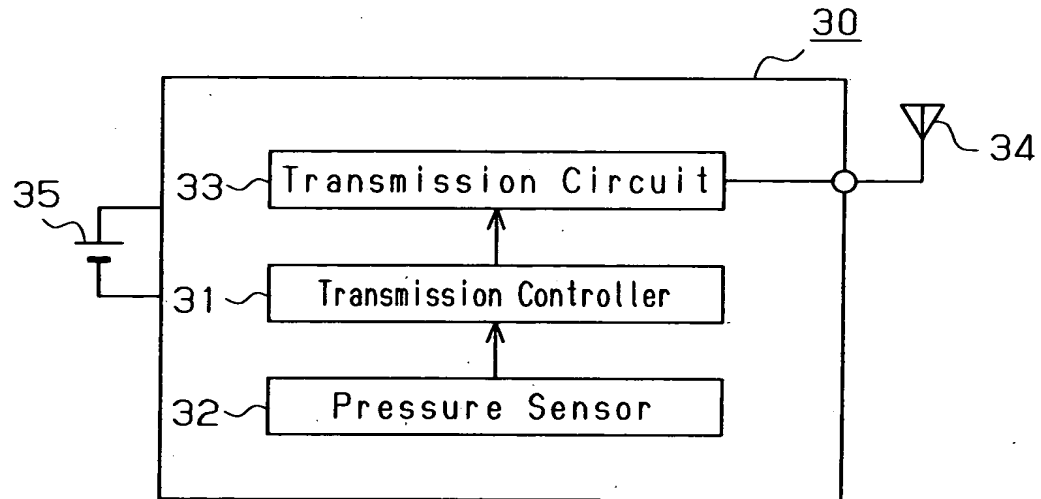 30
34
33 Transmission Circuit
35
31 Transmission Controller
32 Pressure Sensor